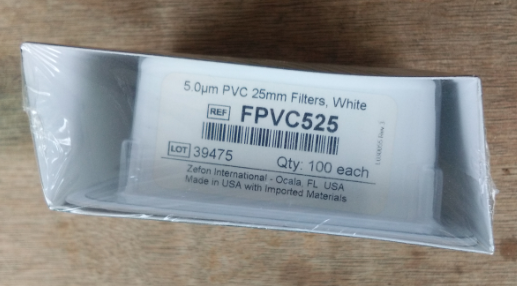 5.0µm PVC 25mm Filters, White
REF FPVC525
LOT 39475 Qty: 100 each
Zefon International - Ocala, FL USA
Made in USA with Imported Materials